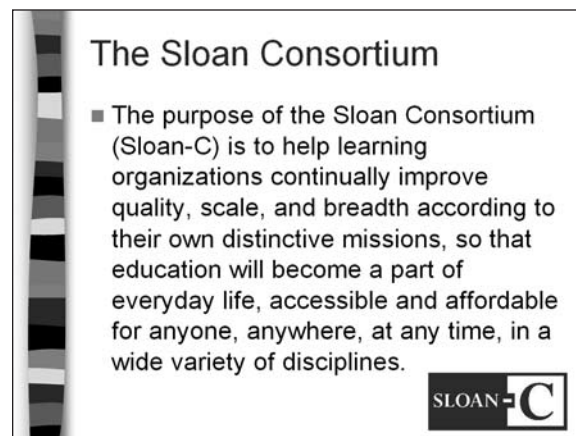 The Sloan Consortium
The purpose of the Sloan Consortium
(Sloan-C) is to help learning
organizations continually improve
quality, scale, and breadth according to
their own distinctive missions, so that
education will become a part of
everyday life, accessible and affordable
for anyone, anywhere, at any time, in a
wide variety of disciplines.
SLOAN-C